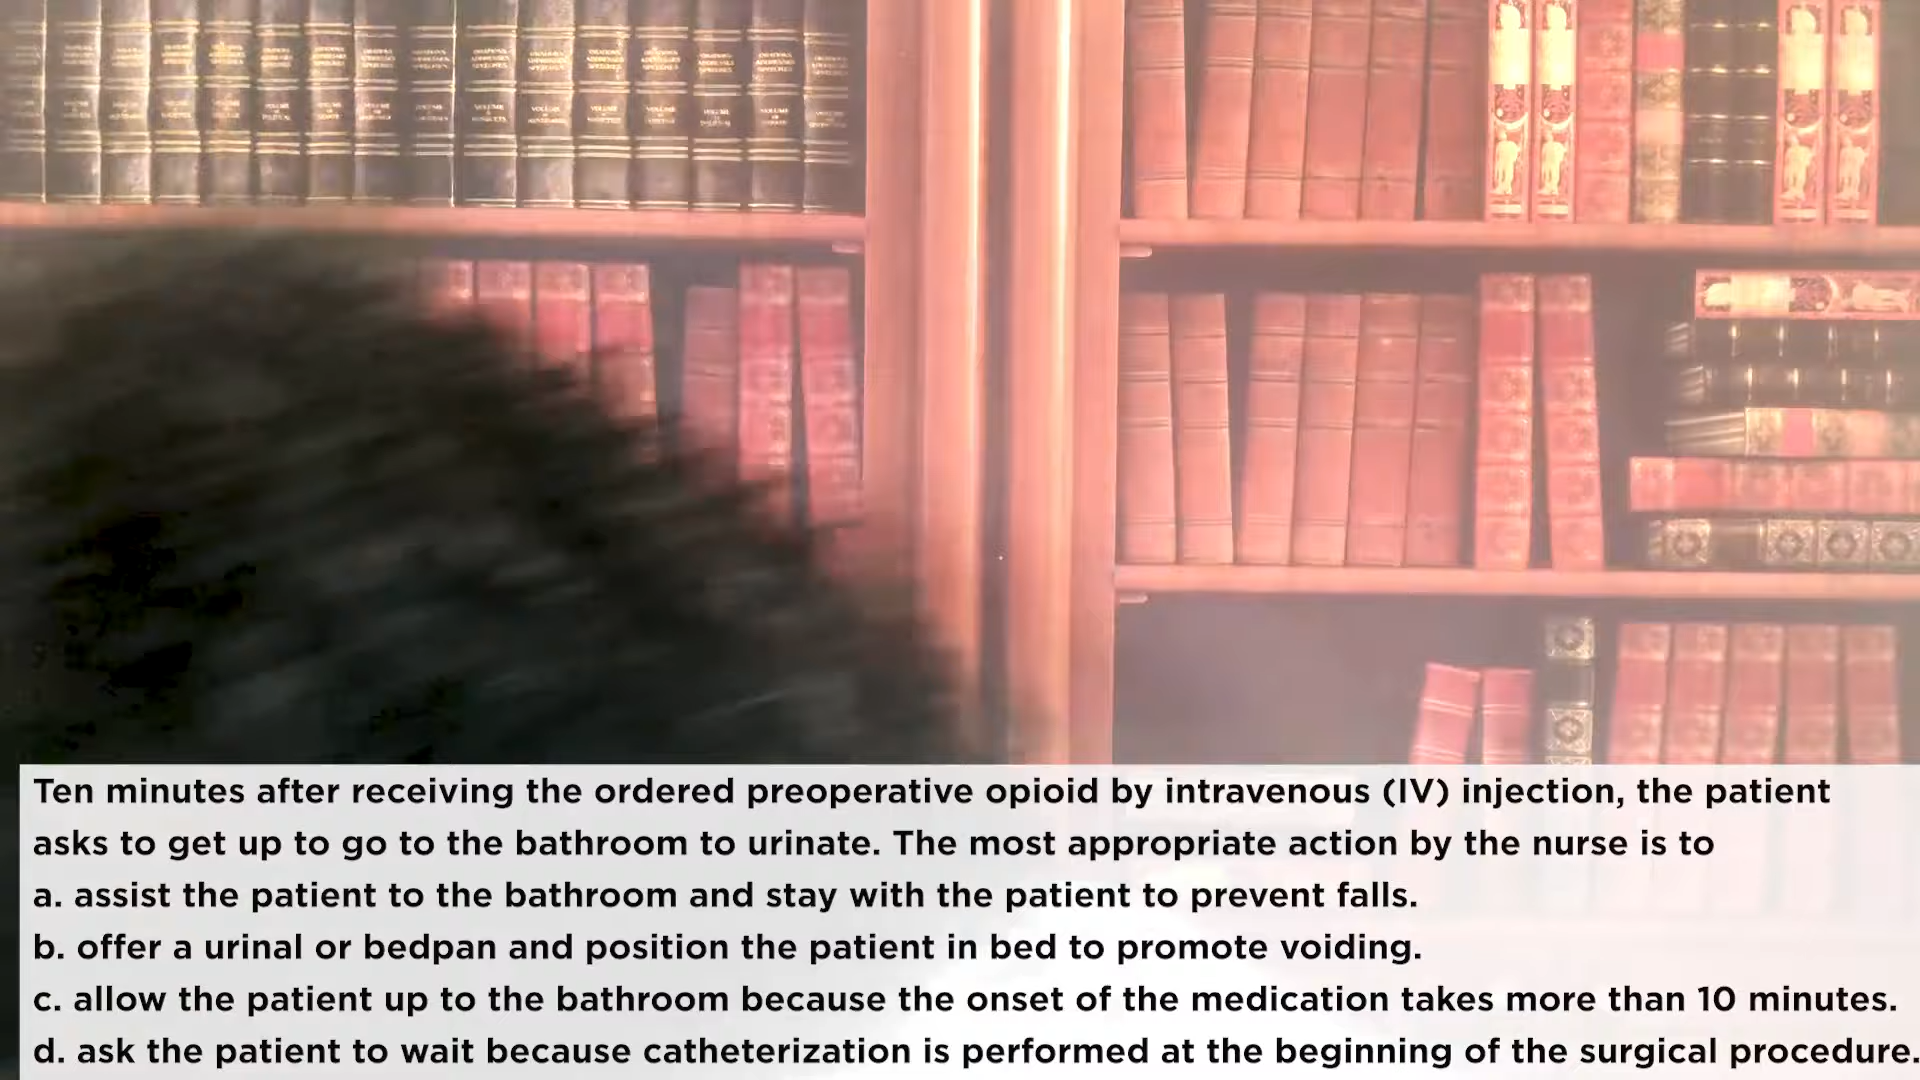 Ten minutes after receiving the ordered preoperative opioid by intravenous (IV) injection, the patient
asks to get up to go to the bathroom to urinate. The most appropriate action by the nurse is to
a. assist the patient to the bathroom and stay with the patient to prevent falls.
b. offer a urinal or bedpan and position the patient in bed to promote voiding.
c. allow the patient up to the bathroom because the onset of the medication takes more than 10 minutes.
d. ask the patient to wait because catheterization is performed at the beginning of the surgical procedure.